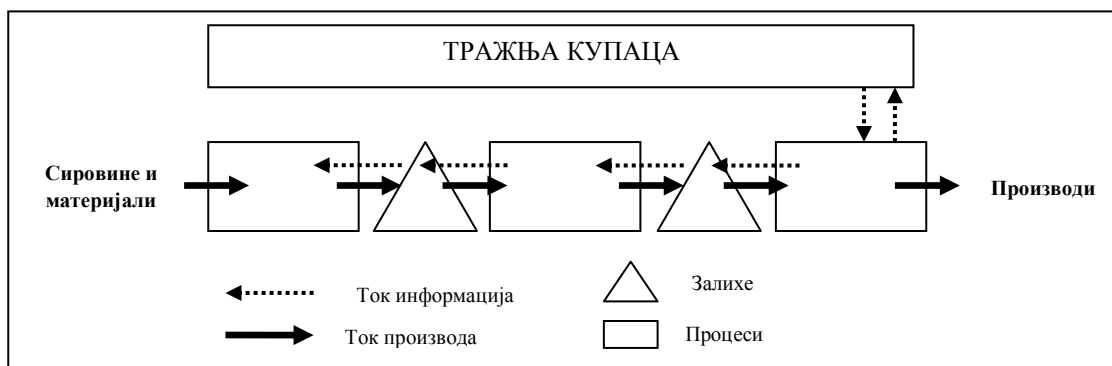 ТРАЖЊА КУПАЦА
Сировине и
материјали
Производи
Ток информација
Залихе
Ток производа
Процеси